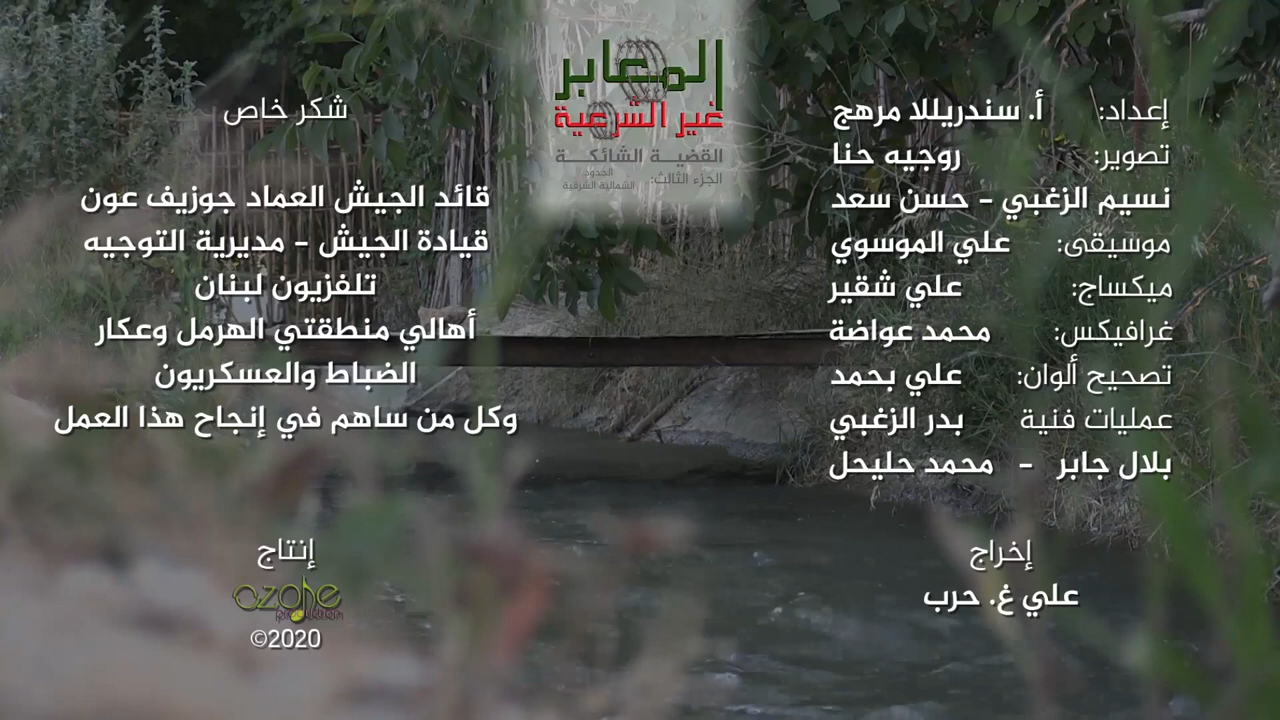 المعابر
غير الشرعية
القضية الشائكة
الجزء الثالث: الحدود الشمالية الشرقية
إعداد: أ. سندريللا مرهج
تصوير: روجيه حنا
نسيم الزغبي - حسن سعد
موسيقى: علي الموسوي
ميكساج: علي شقير
غرافيكس: محمد عواضة
تصحيح ألوان: علي بحمد
عمليات فنية بدر الزغبي
بلال جابر - محمد حليحل
إخراج
علي غ. حرب
شكر خاص
قائد الجيش العماد جوزيف عون
قيادة الجيش - مديرية التوجيه
تلفزيون لبنان
أهالي منطقتي الهرمل وعكار
الضباط والعسكريون
وكل من ساهم في إنجاح هذا العمل
إنتاج
ozone
production
©2020